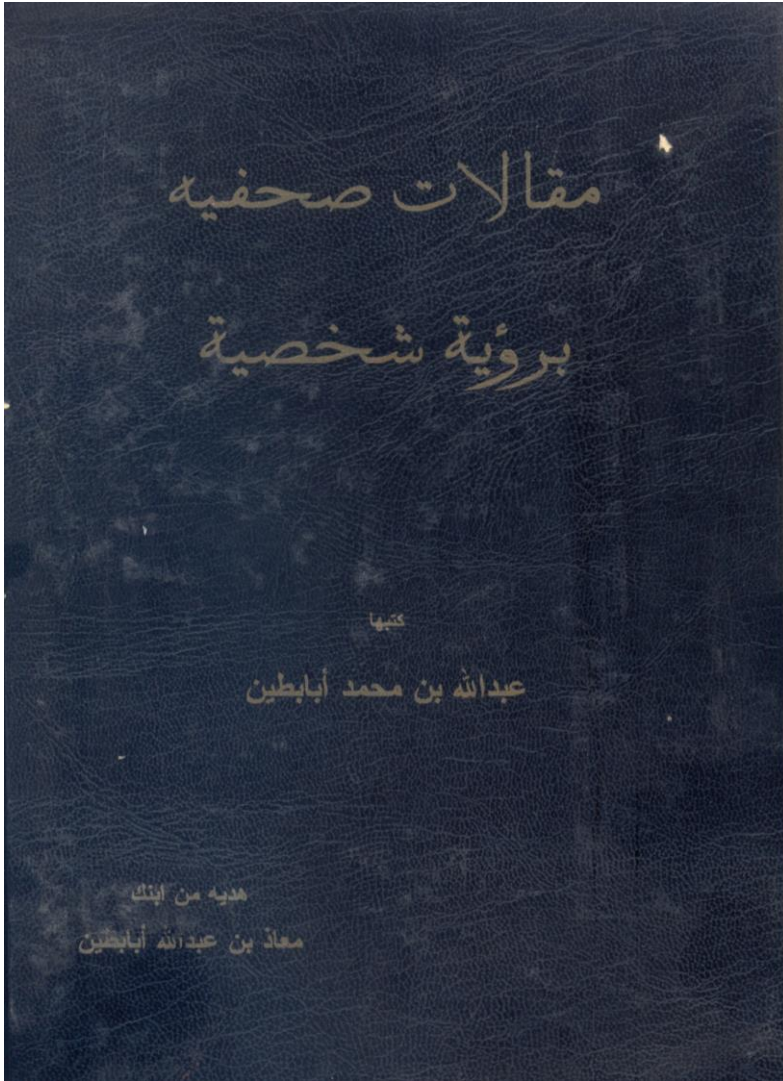 مقالات صحفيه
برؤية شخصية
كتبها
عبدالله بن محمد أبابطين
هديه من ابنك
معاذ بن عبدالله أبابطين